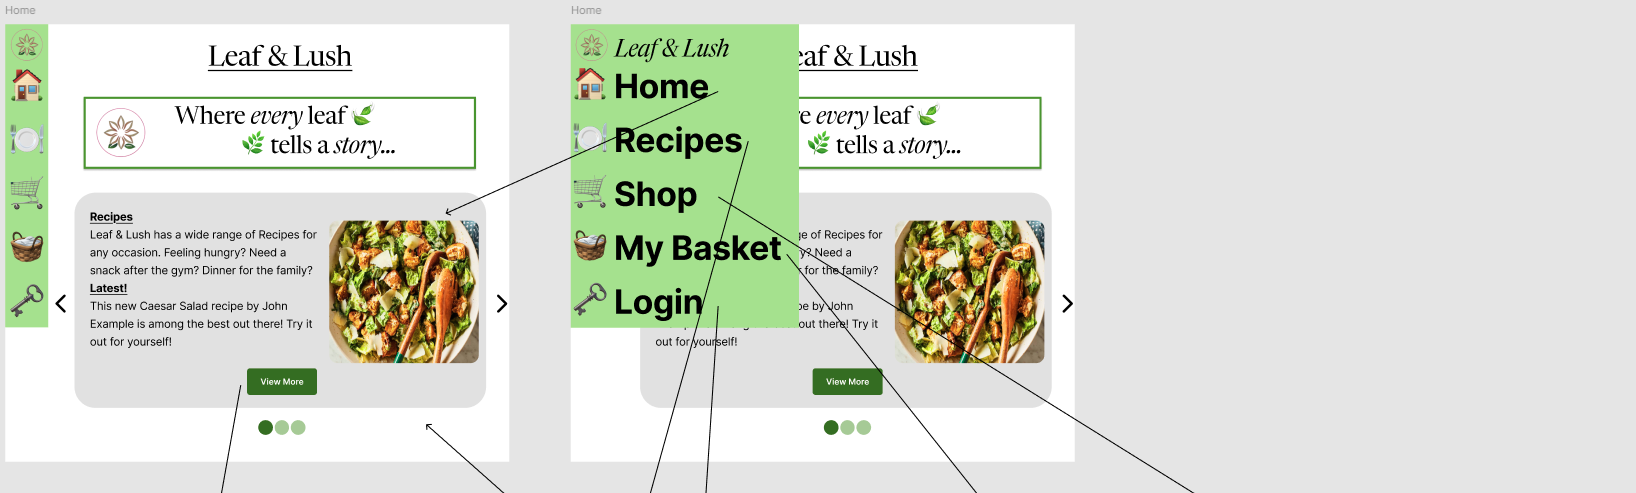 Home
Leaf & Lush
Where every leaf
tells a story...
Recipes
Leaf & Lush has a wide range of Recipes for
any occasion. Feeling hungry? Need a
snack after the gym? Dinner for the family?
Latest!
This new Caesar Salad recipe by John
Example is among the best out there! Try it
out for yourself!
View More
Home
Leaf & Lush
Home
Recipes
Shop
My Basket
Login
eaf & Lush
e every leaf
tells a story...
ge of Recipes for
y? Need a
r for the family?
pe by John
out there! Try it
out for yourself!
View More